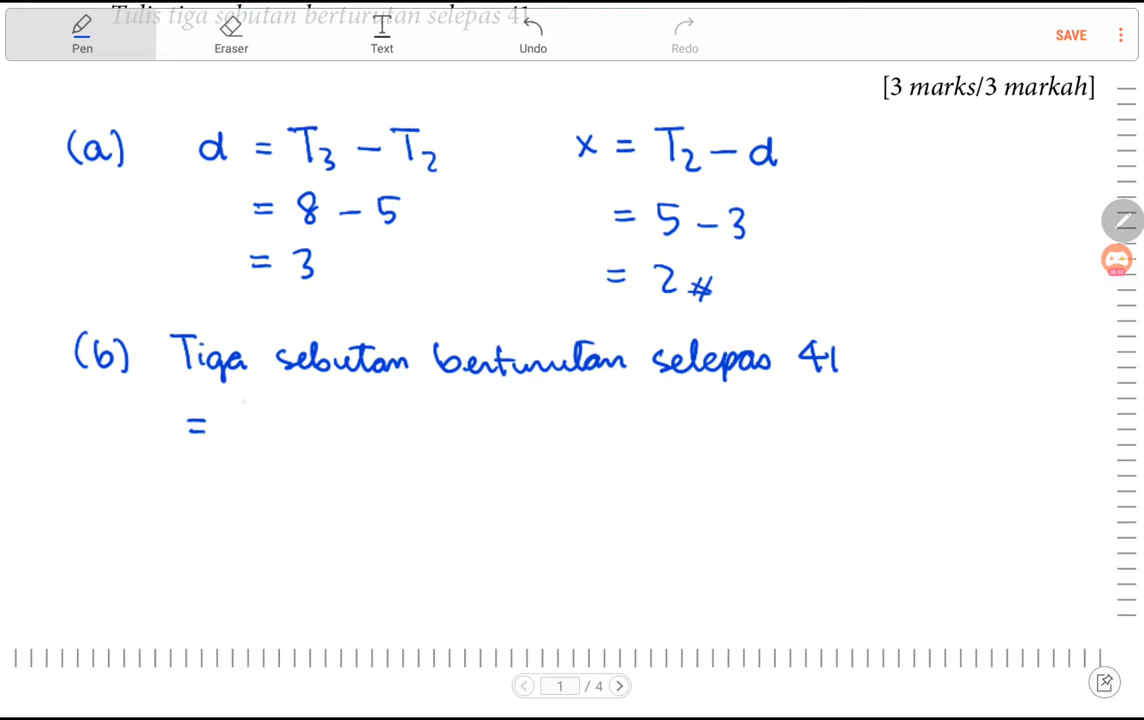 Tulis tiga sebutan berturutan selepas 41
Pen Eraser Text Undo Redo SAVE
[3 marks/3 markah]
(a) d = T₃ − T₂ x = T₂ − d
= 8 − 5 = 5 − 3
= 3 = 2 #
(b) Tiga sebutan berturutan selepas 41
=
1 / 4